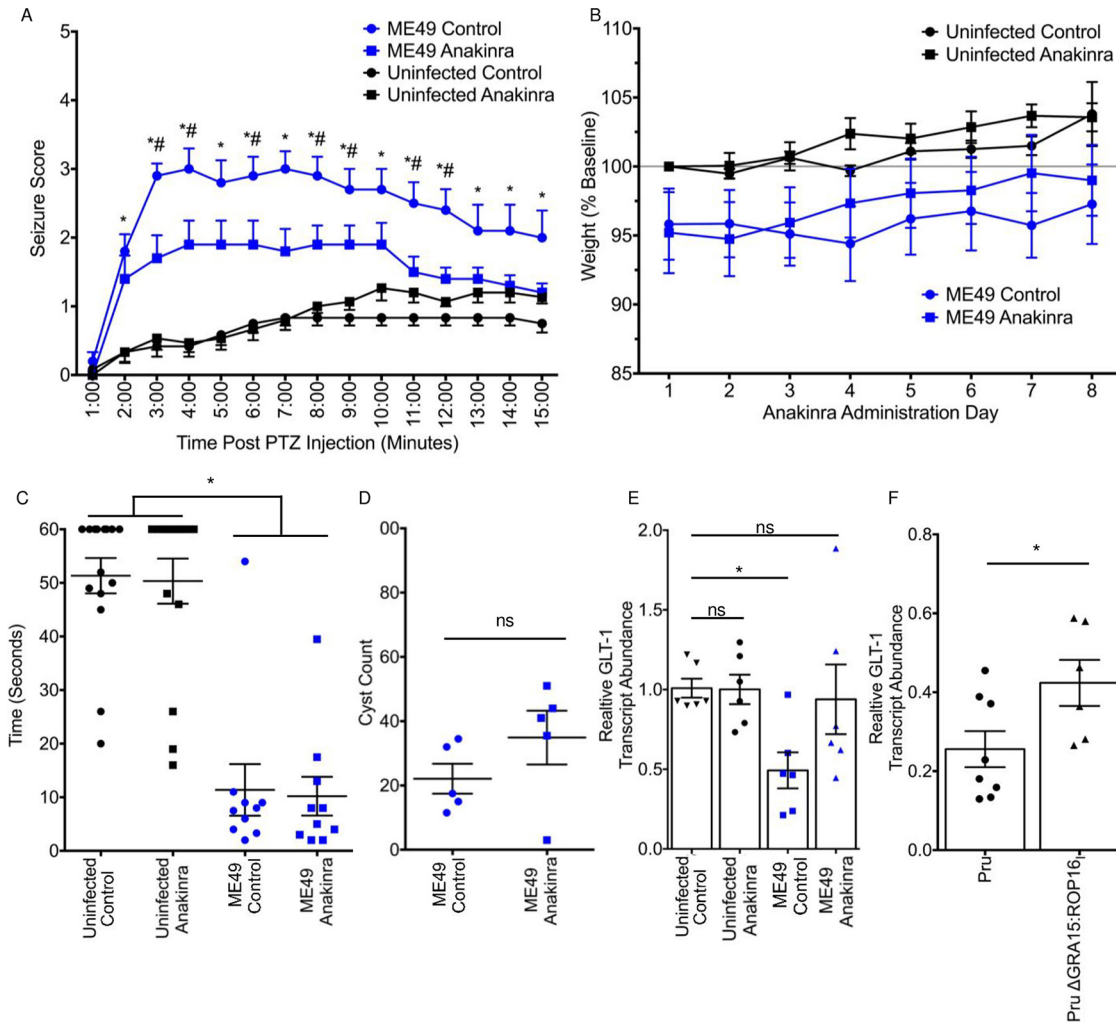 A
ME49 Control
ME49 Anakinra
Uninfected Control
Uninfected Anakinra
5
4
3
2
1
0
Seizure Score
*
*#
*#
*
*#
*
*#
*#
*
*#
*#
*
*
*
1:00
2:00
3:00
4:00
5:00
6:00
7:00
8:00
9:00
10:00
11:00
12:00
13:00
14:00
15:00
Time Post PTZ Injection (Minutes)
B
Uninfected Control
Uninfected Anakinra
110
105
100
95
90
85
Weight (% Baseline)
ME49 Control
ME49 Anakinra
1 2 3 4 5 6 7 8
Anakinra Administration Day
C
*
60
50
40
30
20
10
0
Time (Seconds)
Uninfected
Control
Uninfected
Anakinra
ME49
Control
ME49
Anakinra
D
00
80
60
40
20
0
Cyst Count
ns
ME49
Control
ME49
Anakinra
E
2.0
1.5
1.0
0.5
0.0
Realtive GLT-1
Transcript Abundance
ns
*
ns
Uninfected
Control
Uninfected
Anakinra
ME49
Control
ME49
Anakinra
F
0.8
0.6
0.4
0.2
0.0
Realtive GLT-1
Transcript Abundance
*
Pru
Pru ΔGRA15:ROP16I